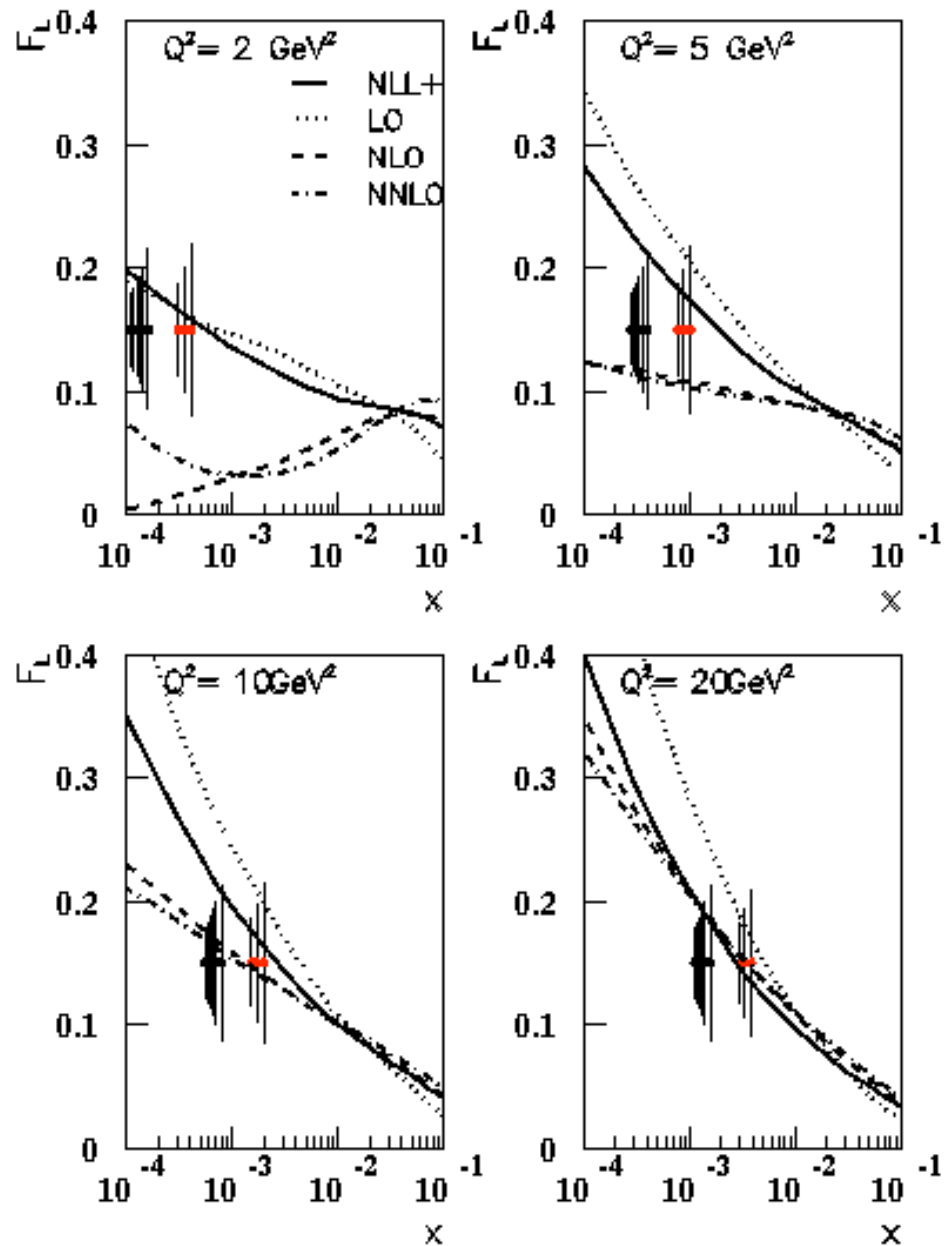 F_L 0.4
Q²= 2 GeV²
NLL+
LO
NLO
NNLO
0.3
0.2
0.1
0
10⁻⁴ 10⁻³ 10⁻² 10⁻¹
x
F_L 0.4
Q²= 5 GeV²
0.3
0.2
0.1
0
10⁻⁴ 10⁻³ 10⁻² 10⁻¹
x
F_L 0.4
Q²= 10GeV²
0.3
0.2
0.1
0
10⁻⁴ 10⁻³ 10⁻² 10⁻¹
x
F_L 0.4
Q²= 20GeV²
0.3
0.2
0.1
0
10⁻⁴ 10⁻³ 10⁻² 10⁻¹
x